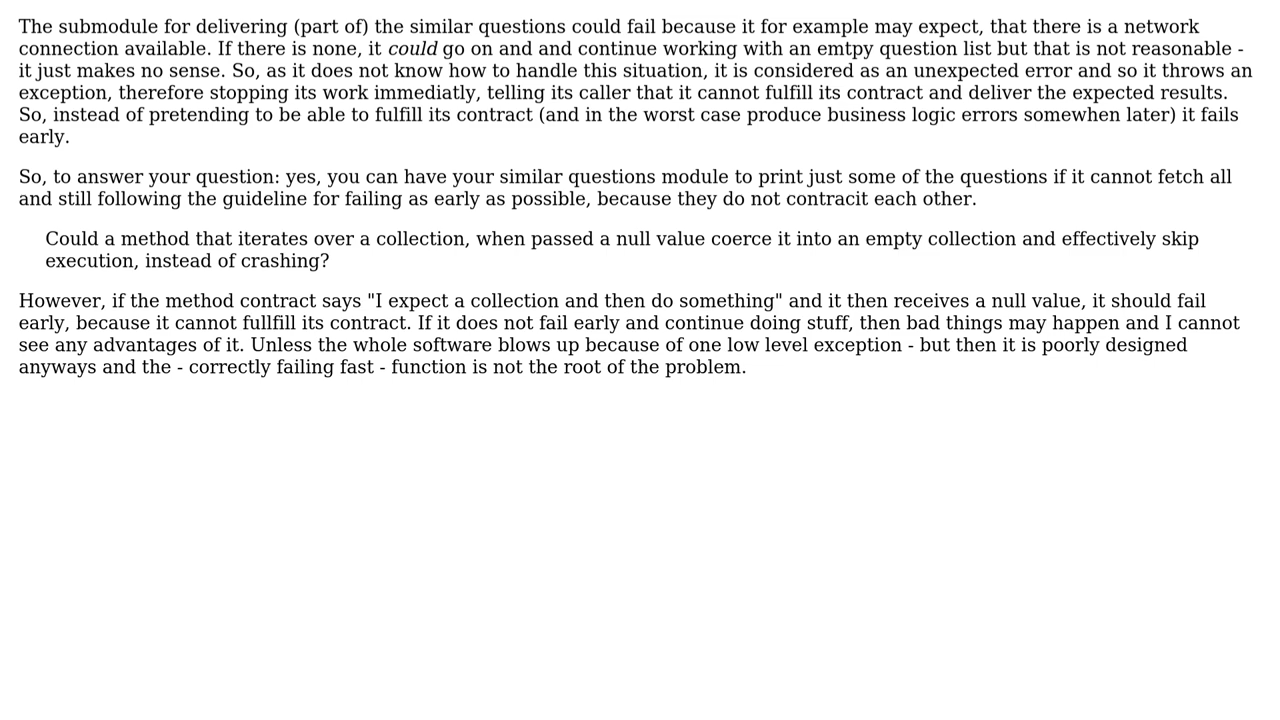 The submodule for delivering (part of) the similar questions could fail because it for example may expect, that there is a network
connection available. If there is none, it could go on and and continue working with an emtpy question list but that is not reasonable -
it just makes no sense. So, as it does not know how to handle this situation, it is considered as an unexpected error and so it throws an
exception, therefore stopping its work immediatly, telling its caller that it cannot fulfill its contract and deliver the expected results.
So, instead of pretending to be able to fulfill its contract (and in the worst case produce business logic errors somewhen later) it fails
early.
So, to answer your question: yes, you can have your similar questions module to print just some of the questions if it cannot fetch all
and still following the guideline for failing as early as possible, because they do not contracit each other.
Could a method that iterates over a collection, when passed a null value coerce it into an empty collection and effectively skip
execution, instead of crashing?
However, if the method contract says "I expect a collection and then do something" and it then receives a null value, it should fail
early, because it cannot fullfill its contract. If it does not fail early and continue doing stuff, then bad things may happen and I cannot
see any advantages of it. Unless the whole software blows up because of one low level exception - but then it is poorly designed
anyways and the - correctly failing fast - function is not the root of the problem.